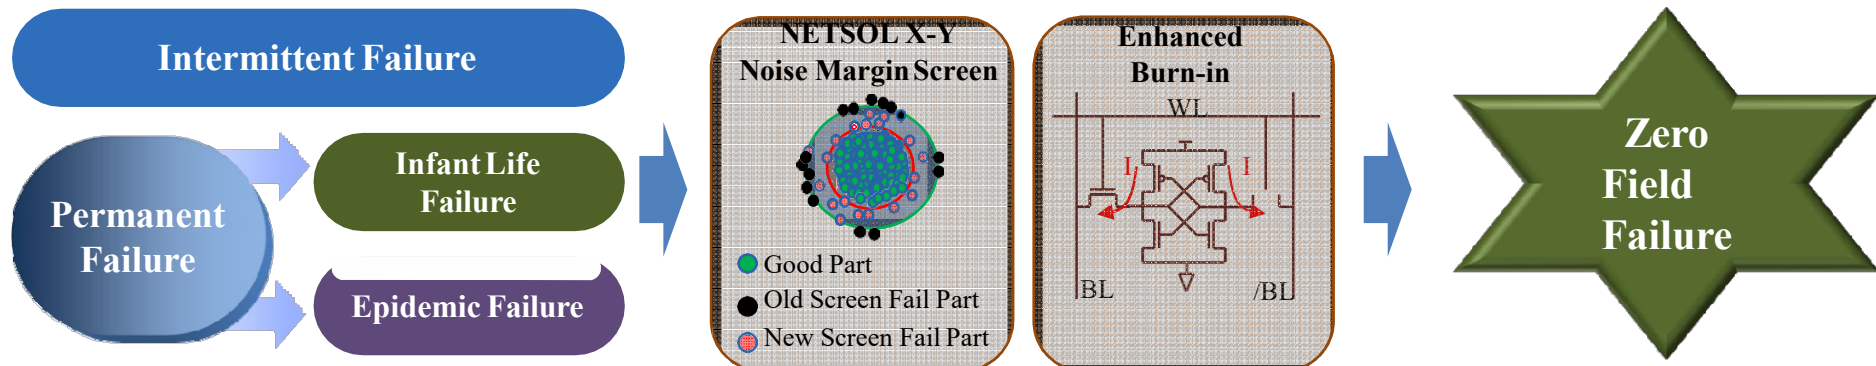 Intermittent Failure
Permanent
Failure
Infant Life
Failure
Epidemic Failure
NETSOL X-Y
Noise Margin Screen
Good Part
Old Screen Fail Part
New Screen Fail Part
Enhanced
Burn-in
WL
I
I
BL
/BL
Zero
Field
Failure